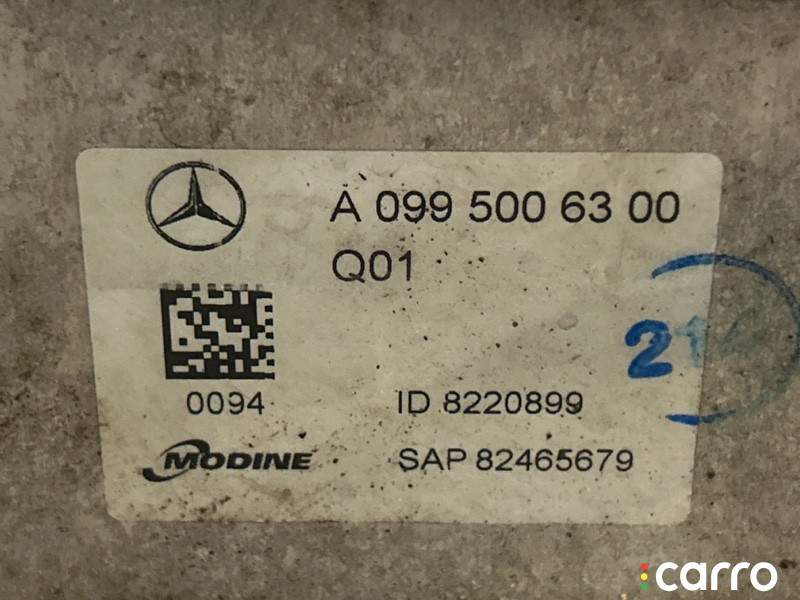 A 099 500 63 00
Q01
0094
ID 8220899
MODINE
SAP 82465679
carro